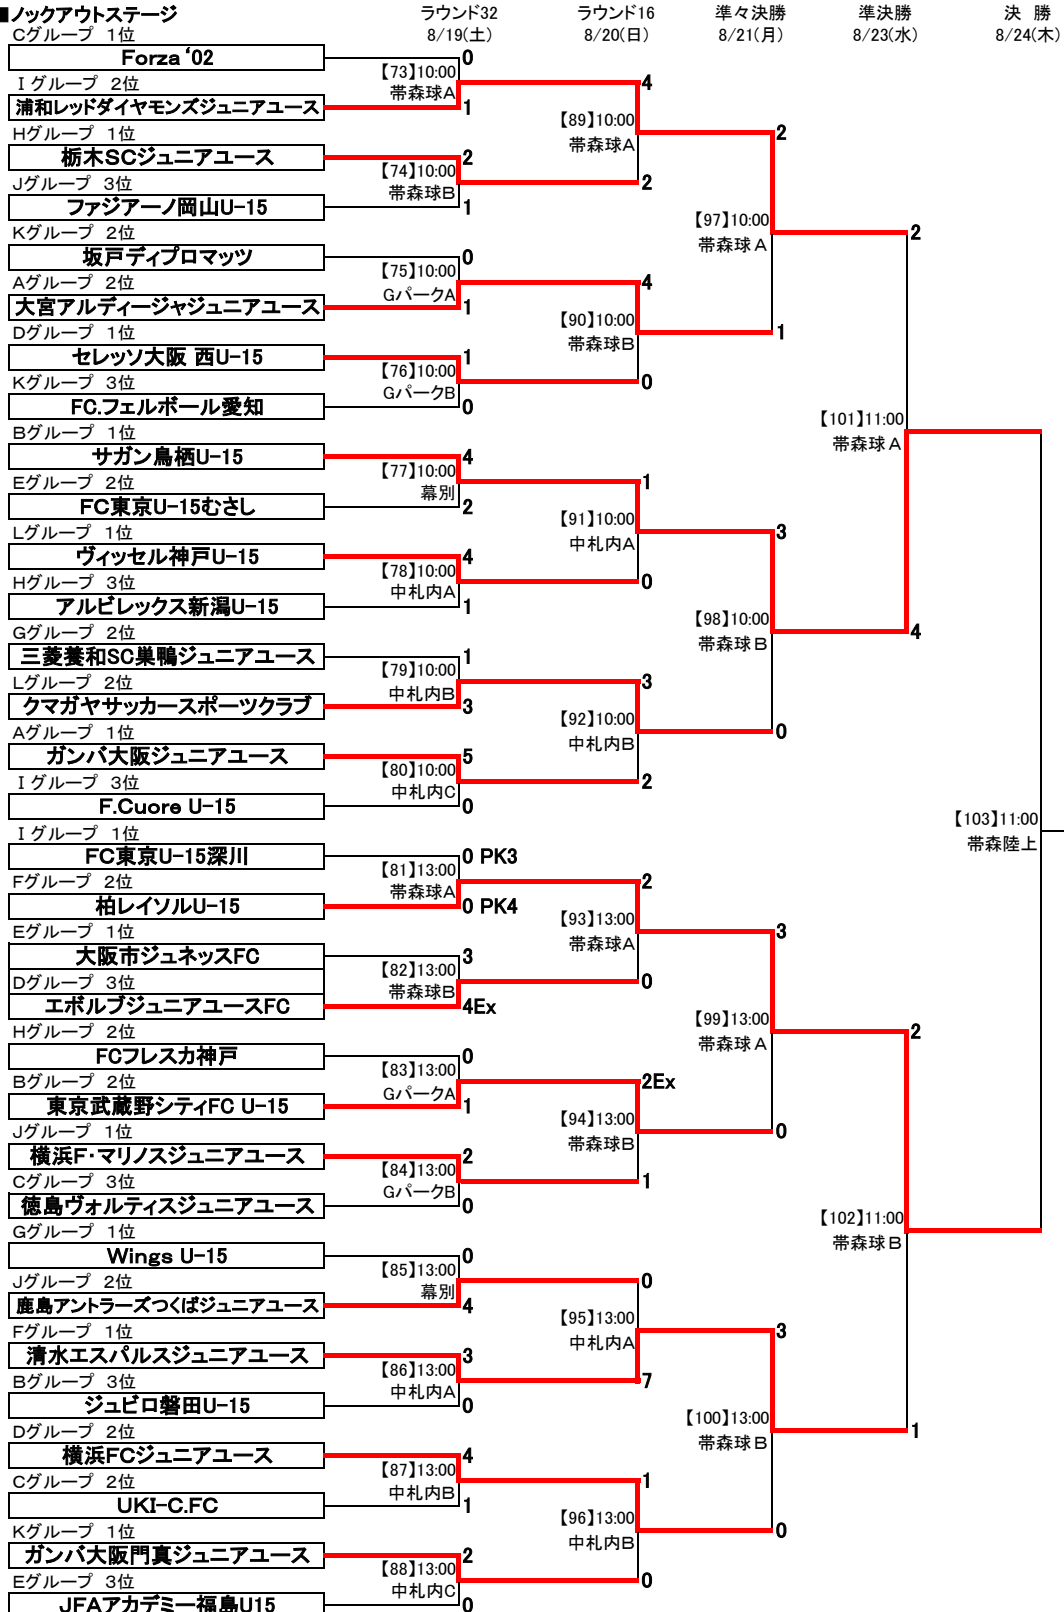 ■ノックアウトステージ
ラウンド32 ラウンド16 準々決勝 準決勝 決 勝
Cグループ 1位
8/19(土) 8/20(日) 8/21(月) 8/23(水) 8/24(木)
Forza‘02 0
【73】10:00
Iグループ 2位 4
帯森球A
浦和レッドダイヤモンズジュニアユース 1
【89】10:00
Hグループ 1位 2
帯森球A
栃木SCジュニアユース 2
【74】10:00
Jグループ 3位 2
帯森球B
ファジアーノ岡山U-15 1
【97】10:00
Kグループ 2位 2
帯森球A
坂戸ディプロマッツ 0
【75】10:00
Aグループ 2位 4
GパークA
大宮アルディージャジュニアユース 1
【90】10:00
Dグループ 1位 1
帯森球B
セレッソ大阪 西U-15 1
【76】10:00
Kグループ 3位 0
GパークB
FC.フェルボール愛知 0
【101】11:00
Bグループ 1位
帯森球A
サガン鳥栖U-15 4
【77】10:00
Eグループ 2位 1
幕別
FC東京U-15むさし 2
【91】10:00
Lグループ 1位 3
中札内A
ヴィッセル神戸U-15 4
【78】10:00
Hグループ 3位 0
中札内A
アルビレックス新潟U-15 1
【98】10:00
Gグループ 2位 4
帯森球B
三菱養和SC巣鴨ジュニアユース 1
【79】10:00
Lグループ 2位 3
中札内B
クマガヤサッカースポーツクラブ 3
【92】10:00
Aグループ 1位 0
中札内B
ガンバ大阪ジュニアユース 5
【80】10:00
Iグループ 3位 2
中札内C
F.Cuore U-15 0
【103】11:00
Iグループ 1位
帯森陸上
FC東京U-15深川 0 PK3
【81】13:00
Fグループ 2位 2
帯森球A
柏レイソルU-15 0 PK4
【93】13:00
Eグループ 1位 3
帯森球A
大阪市ジュネッスFC 3
【82】13:00
Dグループ 3位 0
帯森球B
エボルブジュニアユースFC 4Ex
【99】13:00
Hグループ 2位 2
帯森球A
FCフレスカ神戸 0
【83】13:00
Bグループ 2位 2Ex
GパークA
東京武蔵野シティFC U-15 1
【94】13:00
Jグループ 1位 0
帯森球B
横浜F・マリノスジュニアユース 2
【84】13:00
Cグループ 3位 1
GパークB
徳島ヴォルティスジュニアユース 0
【102】11:00
Gグループ 1位
帯森球B
Wings U-15 0
【85】13:00
Jグループ 2位 0
幕別
鹿島アントラーズつくばジュニアユース 4
【95】13:00
Fグループ 1位 3
中札内A
清水エスパルスジュニアユース 3
【86】13:00
Bグループ 3位 7
中札内A
ジュビロ磐田U-15 0
【100】13:00
Dグループ 2位 1
帯森球B
横浜FCジュニアユース 4
【87】13:00
Cグループ 2位 1
中札内B
UKI-C.FC 1
【96】13:00
Kグループ 1位 0
中札内B
ガンバ大阪門真ジュニアユース 2
【88】13:00
Eグループ 3位 0
中札内C
JFAアカデミー福島U15 0